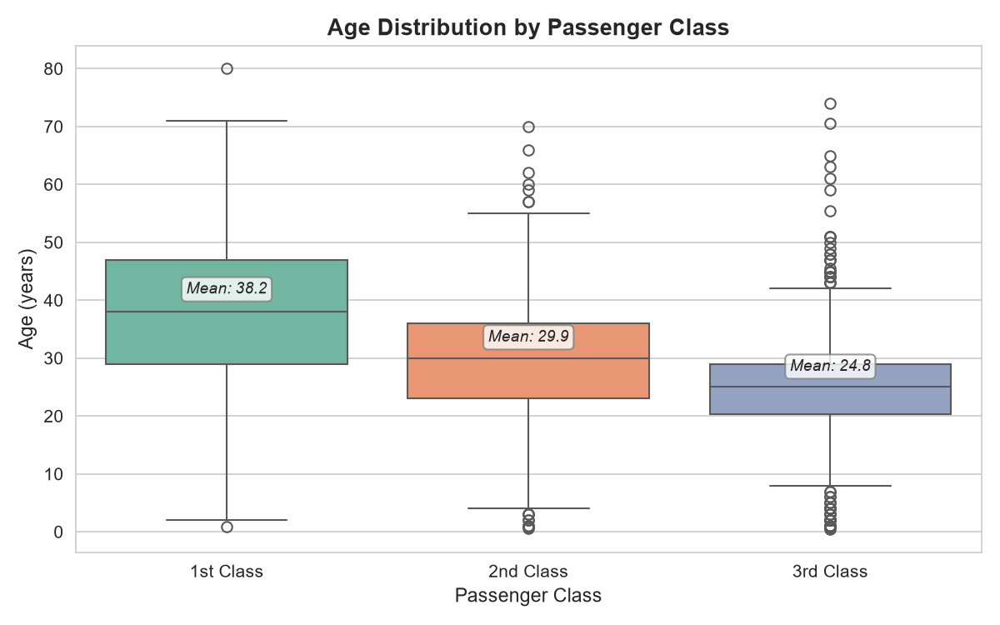 Age Distribution by Passenger Class
Age (years)
80
70
60
50
40
30
20
10
0
Mean: 38.2
Mean: 29.9
Mean: 24.8
1st Class
2nd Class
3rd Class
Passenger Class